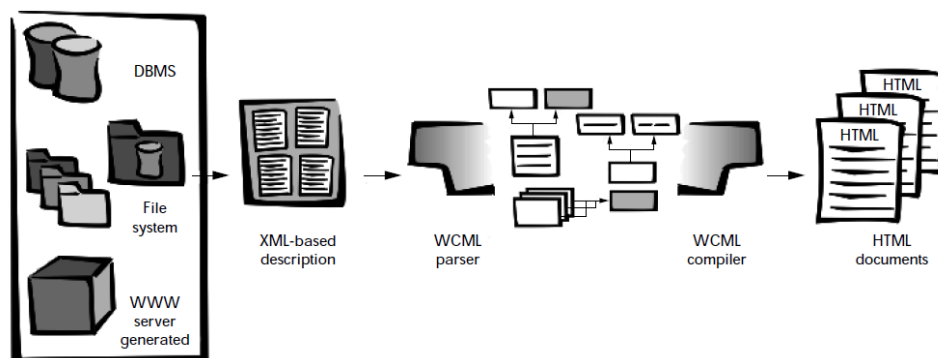 DBMS
File
system
WWW
server
generated
XML-based
description
WCML
parser
WCML
compiler
HTML
HTML
HTML
HTML
documents